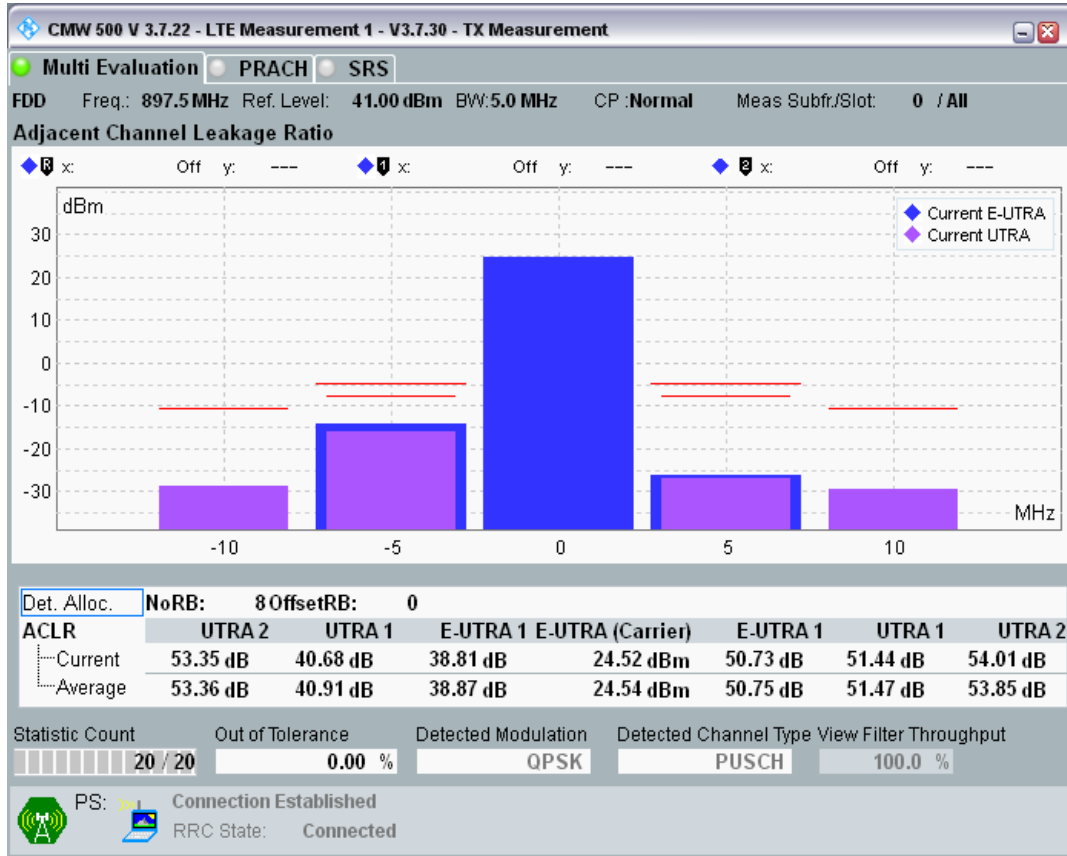 CMW 500 V 3.7.22 - LTE Measurement 1 - V3.7.30 - TX Measurement
Multi Evaluation PRACH SRS
FDD Freq.: 897.5 MHz Ref. Level: 41.00 dBm BW:5.0 MHz CP :Normal Meas Subfr./Slot: 0 / All
Adjacent Channel Leakage Ratio
R x: Off y: --- 1 x: Off y: --- 2 x: Off y: ---
dBm
Current E-UTRA
Current UTRA
30
20
10
0
-10
-20
-30
MHz
-10 -5 0 5 10
Det. Alloc. NoRB: 8 OffsetRB: 0
ACLR UTRA 2 UTRA 1 E-UTRA 1 E-UTRA (Carrier) E-UTRA 1 UTRA 1 UTRA 2
Current 53.35 dB 40.68 dB 38.81 dB 24.52 dBm 50.73 dB 51.44 dB 54.01 dB
Average 53.36 dB 40.91 dB 38.87 dB 24.54 dBm 50.75 dB 51.47 dB 53.85 dB
Statistic Count Out of Tolerance Detected Modulation Detected Channel Type View Filter Throughput
20 / 20 0.00 % QPSK PUSCH 100.0 %
PS: Connection Established
RRC State: Connected